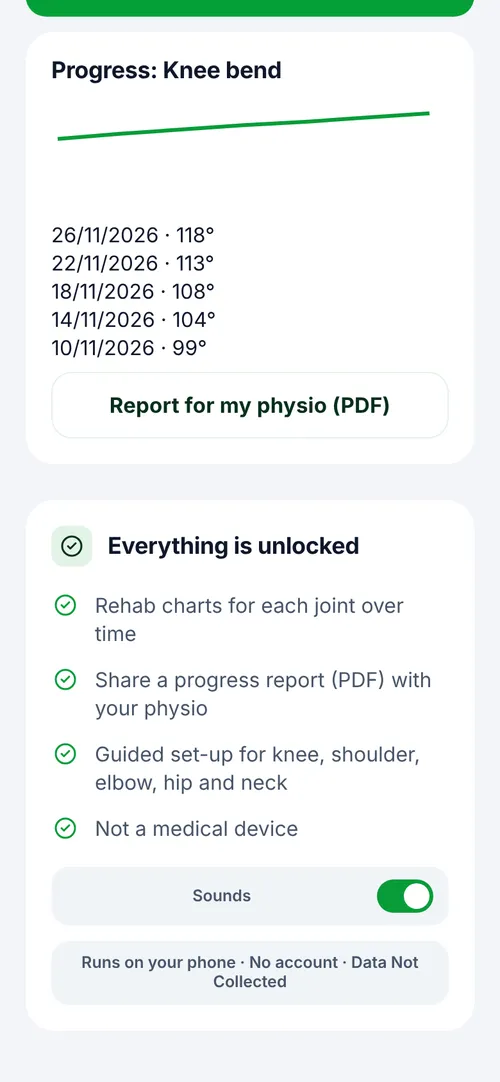 Progress: Knee bend
26/11/2026 · 118°
22/11/2026 · 113°
18/11/2026 · 108°
14/11/2026 · 104°
10/11/2026 · 99°
Report for my physio (PDF)
Everything is unlocked
Rehab charts for each joint over
time
Share a progress report (PDF) with
your physio
Guided set-up for knee, shoulder,
elbow, hip and neck
Not a medical device
Sounds
Runs on your phone · No account · Data Not
Collected